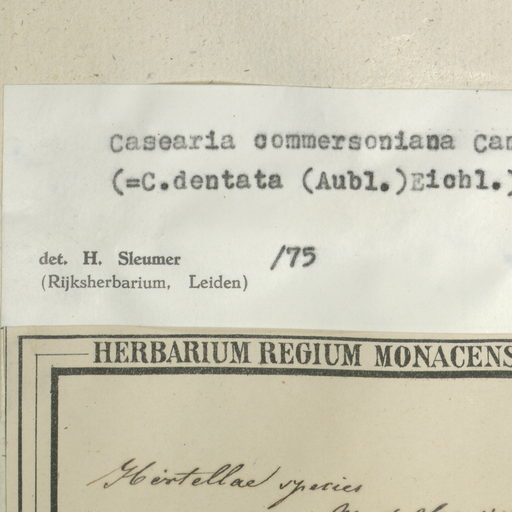 Casearia commersoniana Cam
(=C.dentata (Aubl.)Eichl.)
det. H. Sleumer /75
(Rijksherbarium, Leiden)
HERBARIUM REGIUM MONACENS
Hirtellae species